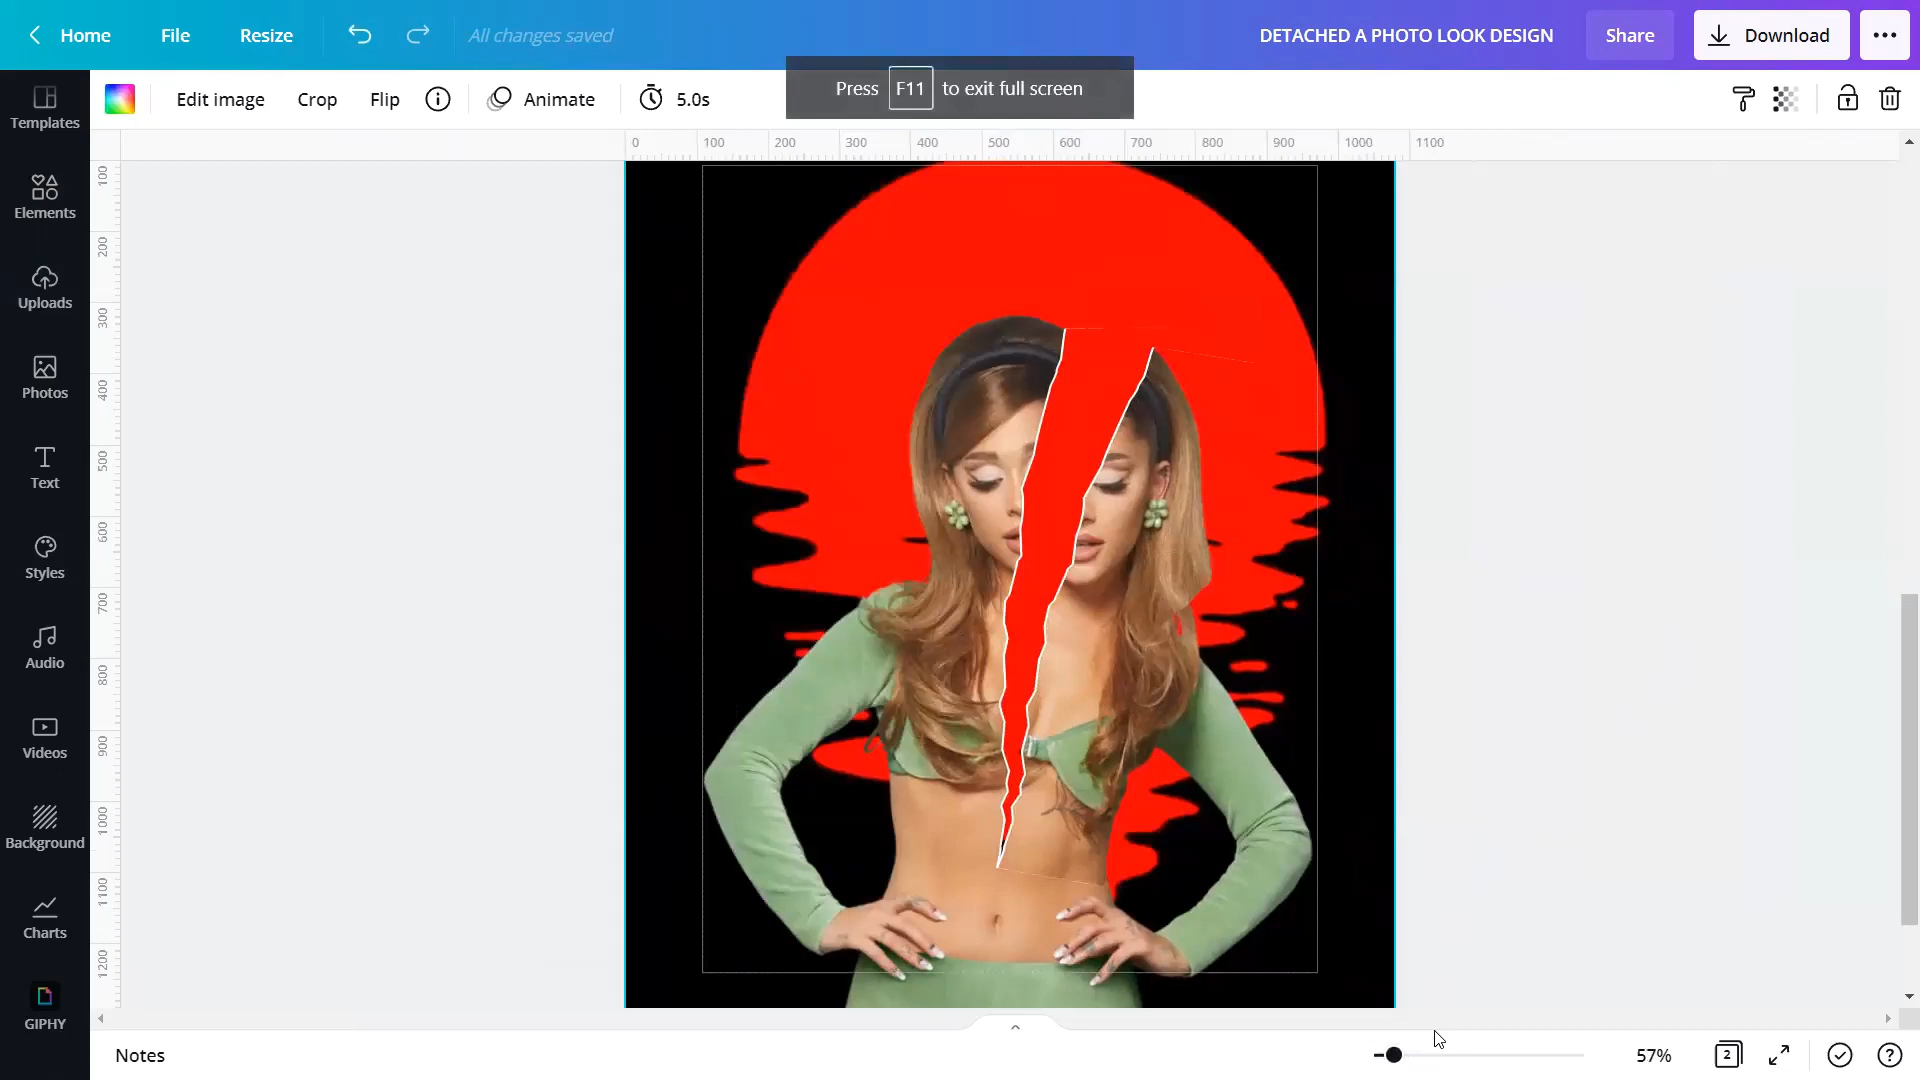 Home
File
Resize
All changes saved
DETACHED A PHOTO LOOK DESIGN
Share
Download
Press F11 to exit full screen
Edit image
Crop
Flip
Animate
5.0s
0 100 200 300 400 500 600 700 800 900 1000 1100
100
200
300
400
500
600
700
800
900
1000
1100
1200
Templates
Elements
Uploads
Photos
Text
Styles
Audio
Videos
Background
Charts
GIPHY
Notes
57%
2